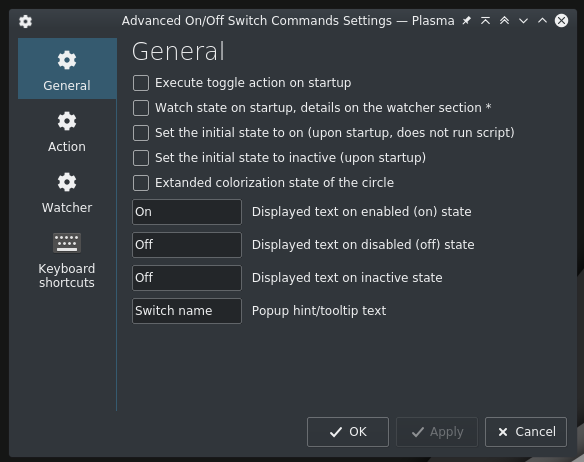 Advanced On/Off Switch Commands Settings — Plasma
General
Action
Watcher
Keyboard
shortcuts
General
Execute toggle action on startup
Watch state on startup, details on the watcher section *
Set the initial state to on (upon startup, does not run script)
Set the initial state to inactive (upon startup)
Extanded colorization state of the circle
On Displayed text on enabled (on) state
Off Displayed text on disabled (off) state
Off Displayed text on inactive state
Switch name Popup hint/tooltip text
OK Apply Cancel